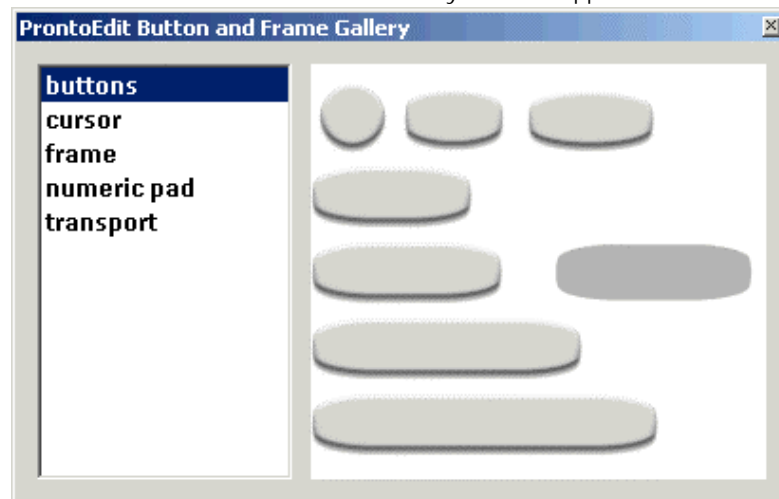 ProntoEdit Button and Frame Gallery
buttons
cursor
frame
numeric pad
transport